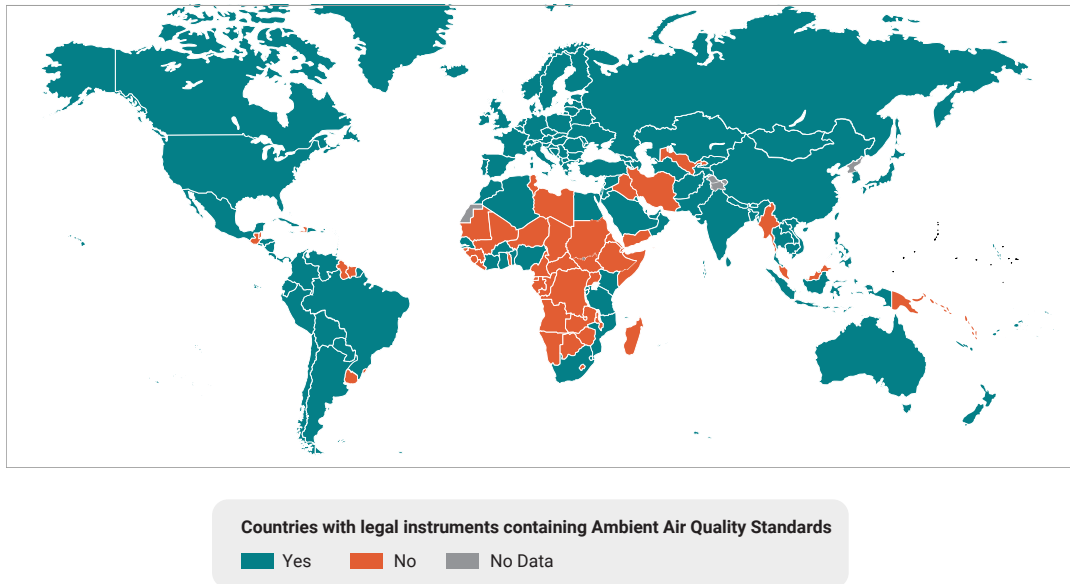 Countries with legal instruments containing Ambient Air Quality Standards
Yes No No Data